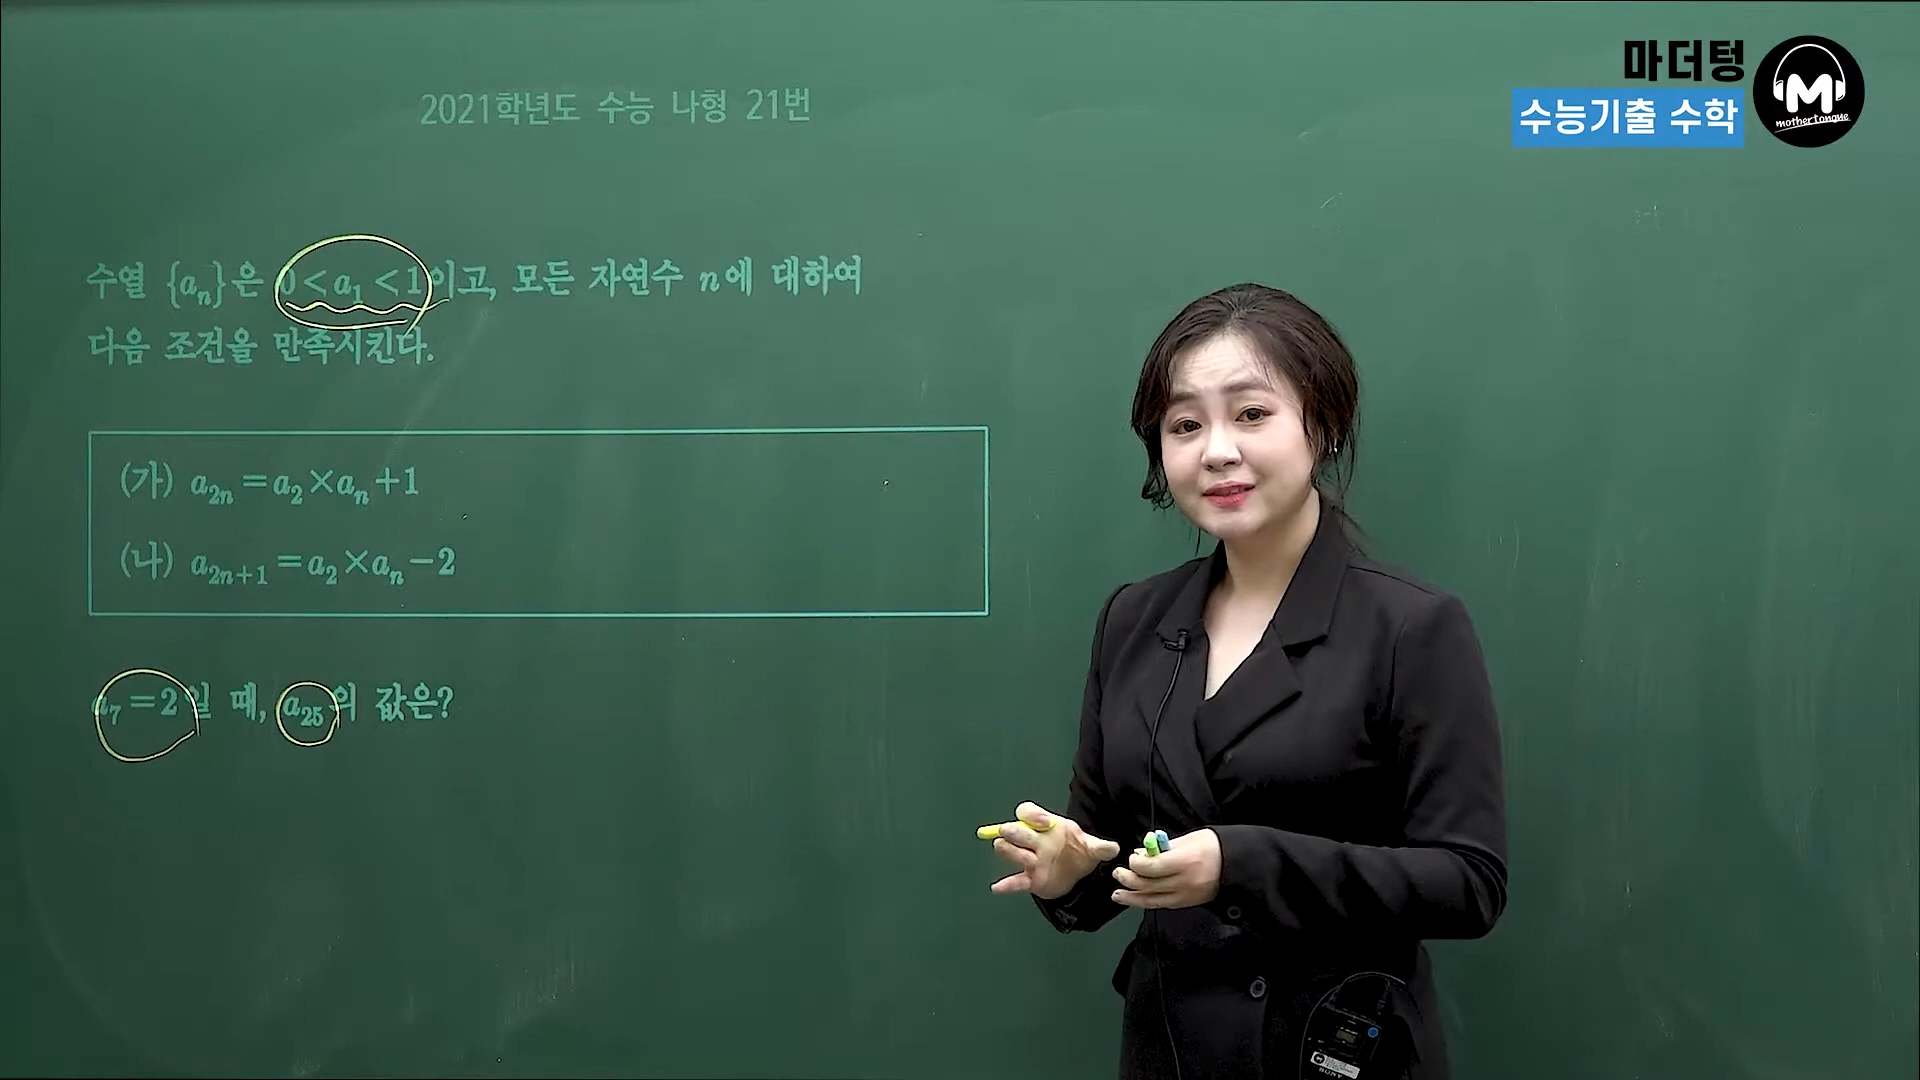 마더텅
수능기출 수학
M
mothertongue
2021학년도 수능 나형 21번
수열 {aₙ}은 0<a₁<1이고, 모든 자연수 n에 대하여
다음 조건을 만족시킨다.
(가) a₂ₙ=a₂×aₙ+1
(나) a₂ₙ₊₁=a₂×aₙ-2
a₇=2일 때, a₂₅의 값은?
SONY